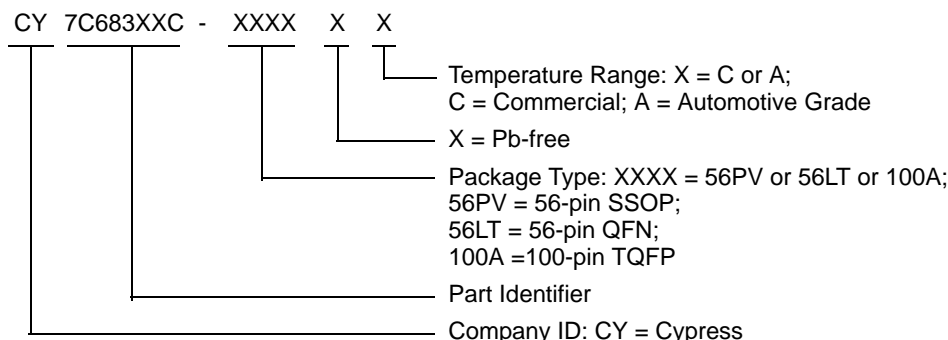 CY 7C683XXC - XXXX X X
Temperature Range: X = C or A;
C = Commercial; A = Automotive Grade
X = Pb-free
Package Type: XXXX = 56PV or 56LT or 100A;
56PV = 56-pin SSOP;
56LT = 56-pin QFN;
100A =100-pin TQFP
Part Identifier
Company ID: CY = Cypress